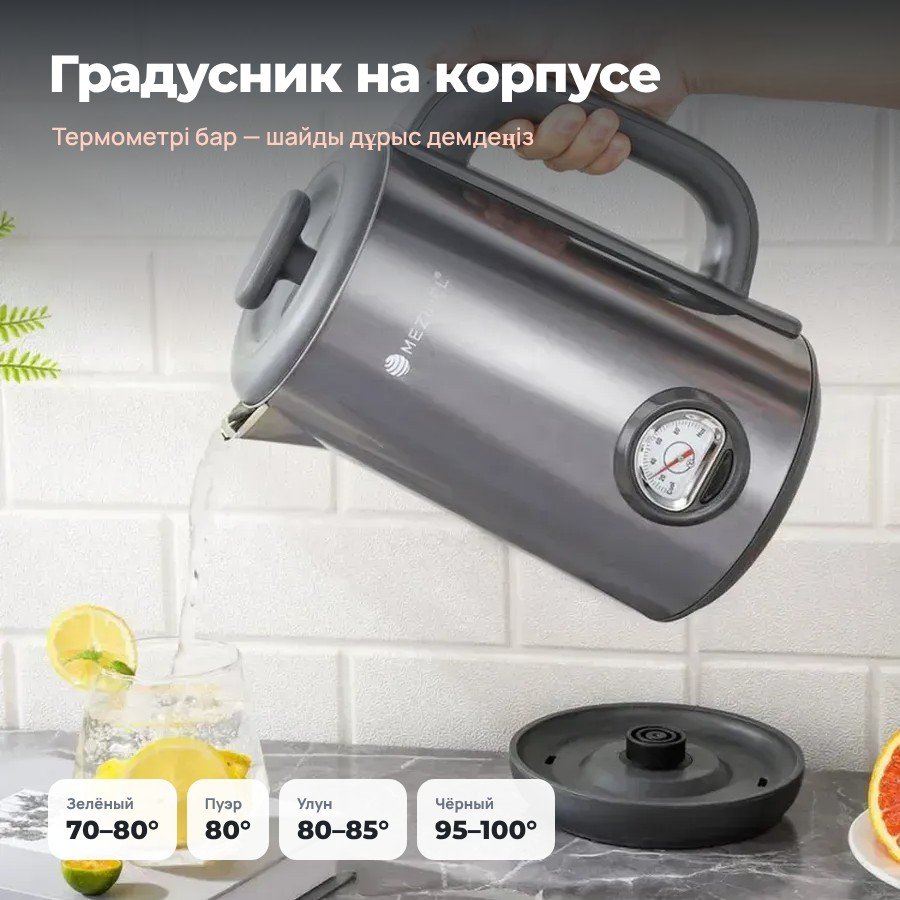 Градусник на корпусе
Термометрі бар — шайды дұрыс демдеңіз
Зелёный
70–80°
Пуэр
80°
Улун
80–85°
Чёрный
95–100°